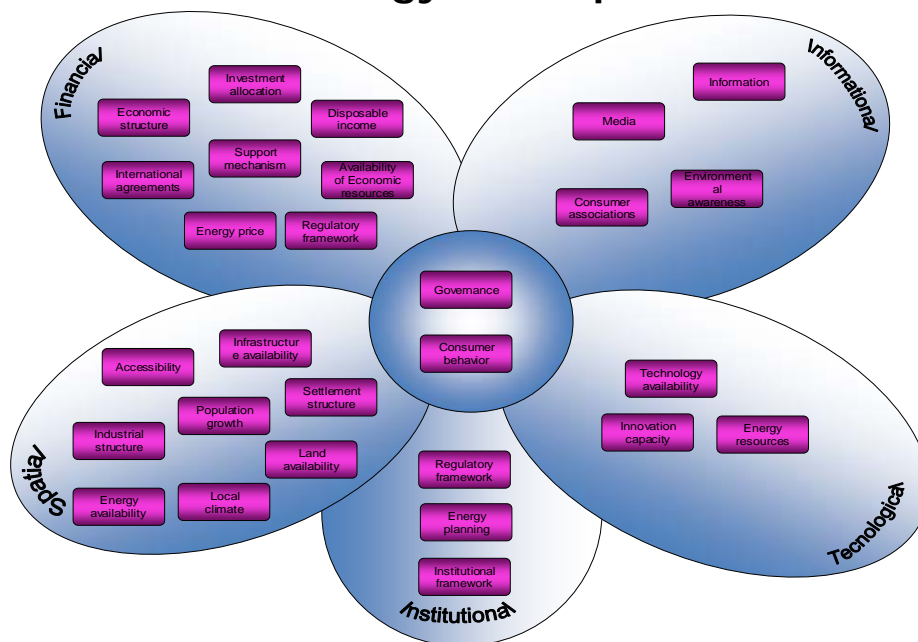 Financial
Investment
allocation
Economic
structure
Disposable
income
Support
mechanism
International
agreements
Availability
of Economic
resources
Energy price
Regulatory
framework
Informational
Information
Media
Environment
al
awareness
Consumer
associations
Governance
Consumer
behavior
Spatial
Infrastructur
e availability
Accessibility
Settlement
structure
Population
growth
Industrial
structure
Land
availability
Energy
availability
Local
climate
Regulatory
framework
Energy
planning
Institutional
framework
Institutional
Technology
availability
Innovation
capacity
Energy
resources
Tecnological